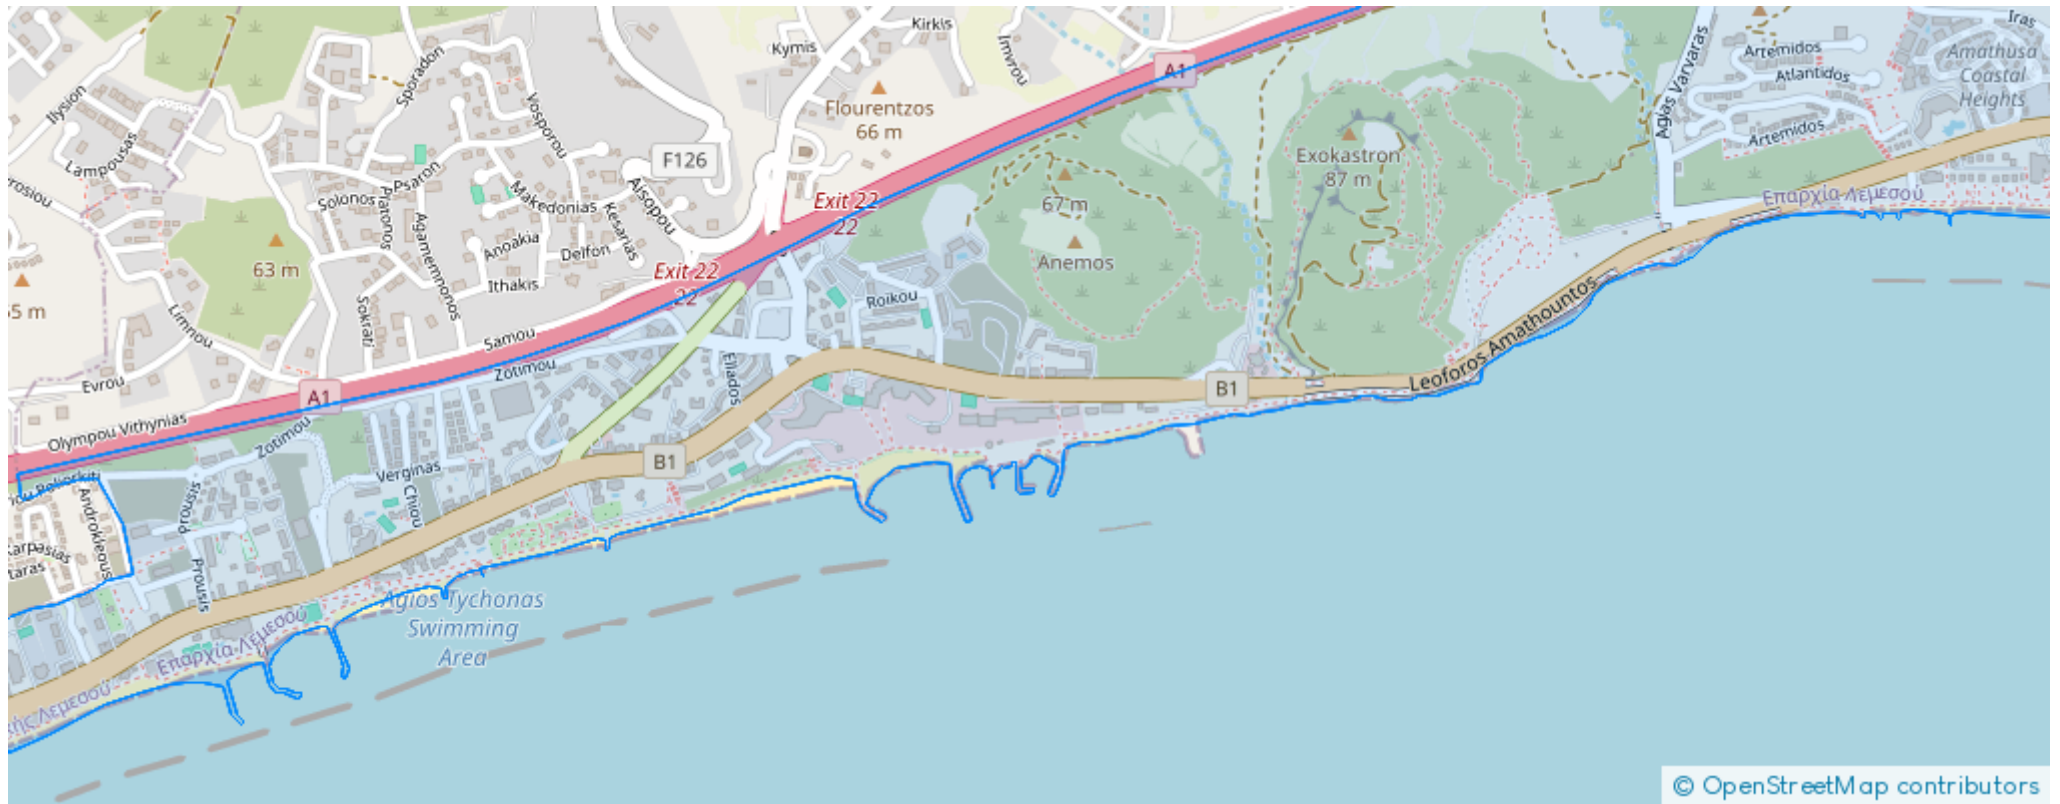 Kirkis
Kymis
Imvrou
Iras
Artemidos
Atlantidos
Amathusa
Coastal
Heights
Agias Varvaras
Artemidos
A1
Sporadon
Ilysion
Vosporou
Flourentzos
66 m
Lampousas
F126
Exokastron
87 m
Psaron
Aisopou
Makedonias
Solonos
Platonos
Kesarias
Agamemnonos
Exit 22
22
67 m
Anemos
Επαρχία Λεμεσού
Anoakia
Delfon
63 m
Exit 22
22
Ithakis
Roikou
Sokrati
Limnou
Samou
Leoforos Amathountos
Evrou
Zotimou
Ellados
A1
B1
Olympou Vithynias
Zotimou
B1
Verginas
Chiou
Androkleous
Prousis
Karpasias
Prousis
Agios Tychonas
Swimming
Area
Επαρχία Λεμεσού
Λεμεσού
© OpenStreetMap contributors